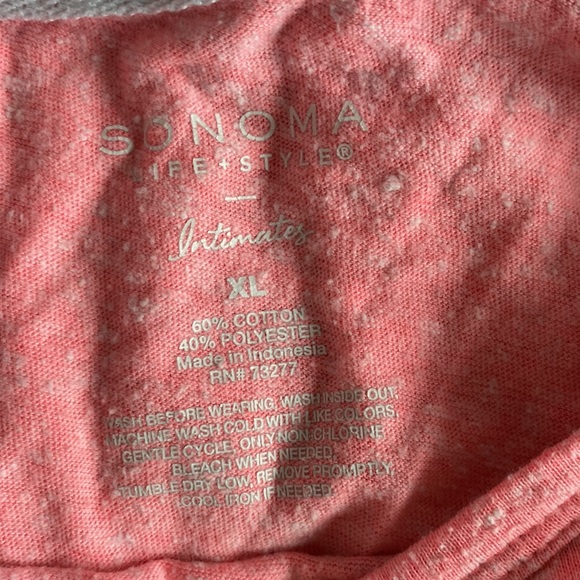 SONOMA
LIFE + STYLE®
—
Intimates
XL
60% COTTON
40% POLYESTER
Made in Indonesia
RN# 73277
WASH BEFORE WEARING, WASH INSIDE OUT,
MACHINE WASH COLD WITH LIKE COLORS,
GENTLE CYCLE, ONLY NON-CHLORINE
BLEACH WHEN NEEDED.
TUMBLE DRY LOW, REMOVE PROMPTLY,
COOL IRON IF NEEDED.